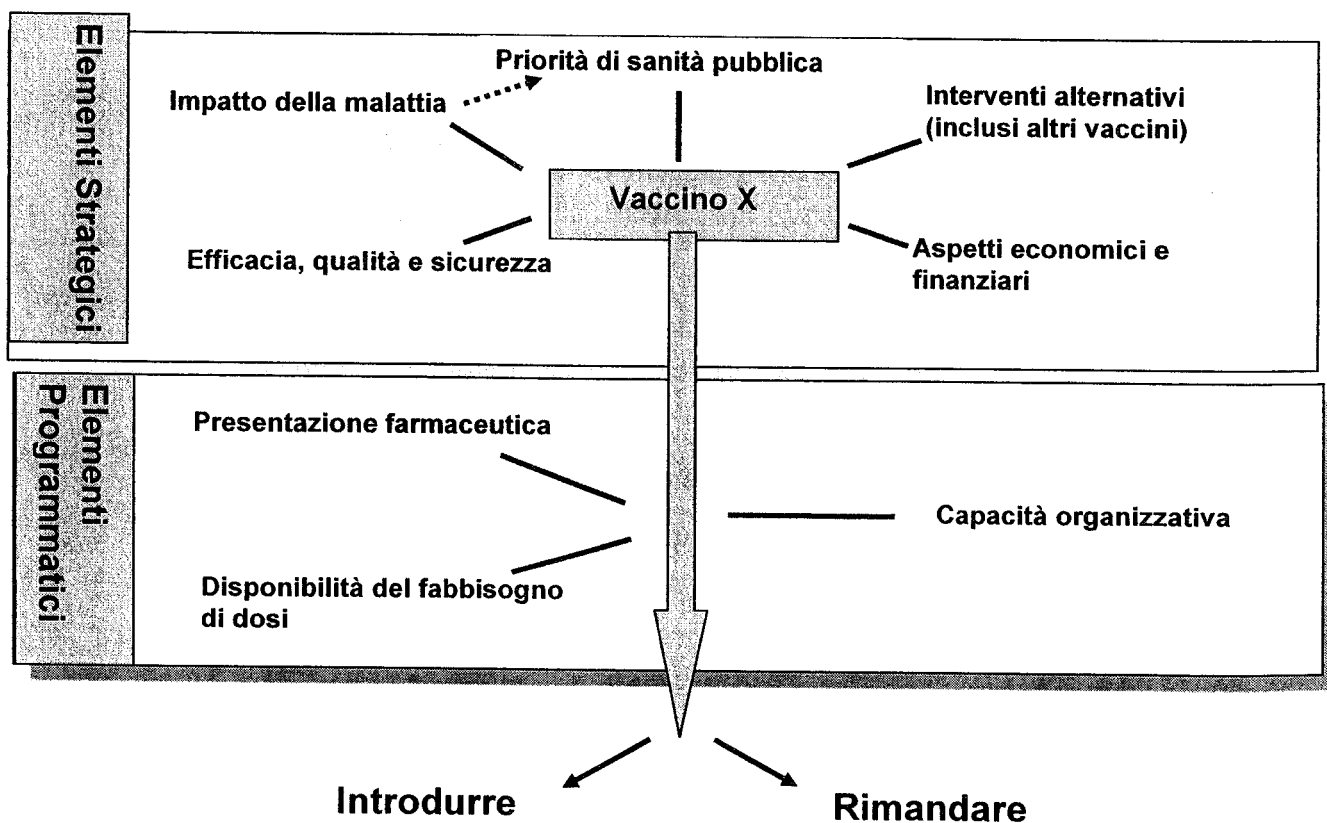 Elementi Strategici
Priorità di sanità pubblica
Impatto della malattia
Interventi alternativi
(inclusi altri vaccini)
Vaccino X
Efficacia, qualità e sicurezza
Aspetti economici e
finanziari
Elementi
Programmatici
Presentazione farmaceutica
Capacità organizzativa
Disponibilità del fabbisogno
di dosi
Introdurre
Rimandare